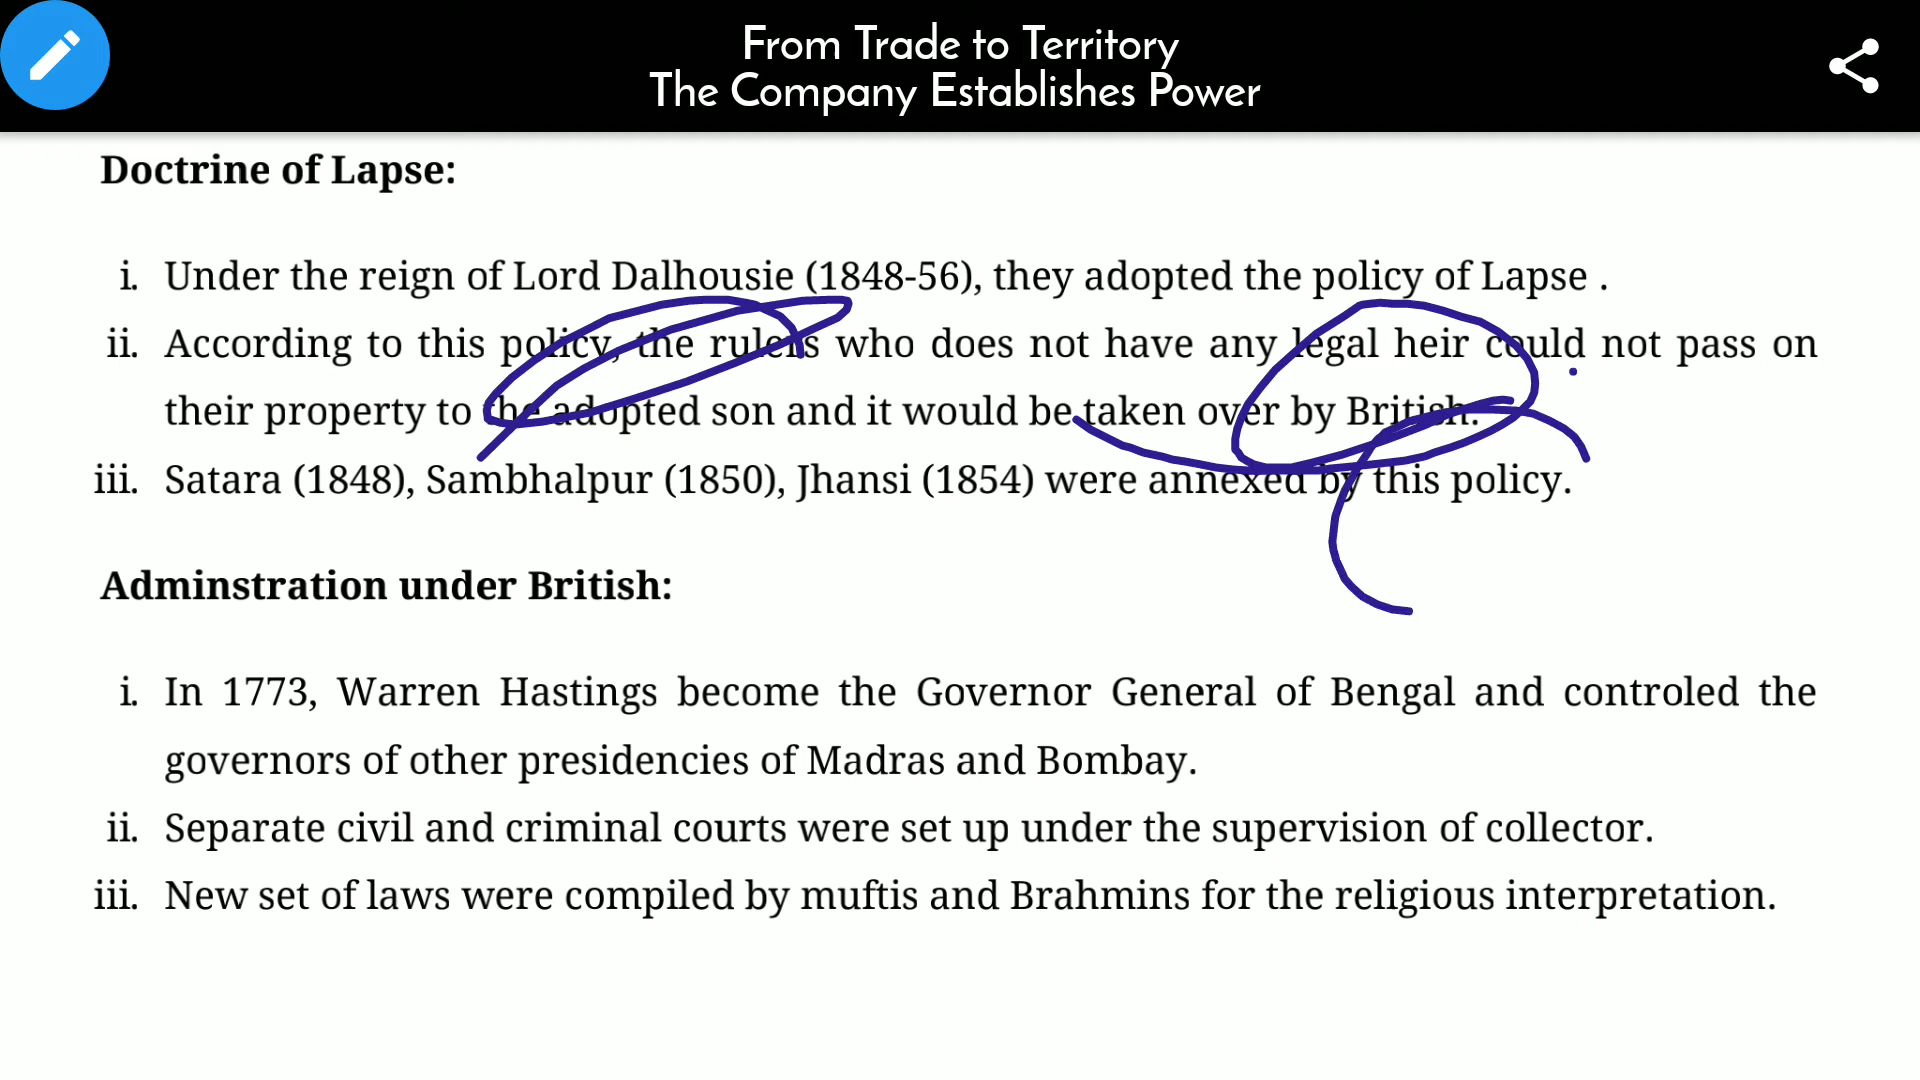 From Trade to Territory
The Company Establishes Power
Doctrine of Lapse:
i. Under the reign of Lord Dalhousie (1848-56), they adopted the policy of Lapse .
ii. According to this policy, the rulers who does not have any legal heir could not pass on
their property to the adopted son and it would be taken over by British.
iii. Satara (1848), Sambhalpur (1850), Jhansi (1854) were annexed by this policy.
Adminstration under British:
i. In 1773, Warren Hastings become the Governor General of Bengal and controled the
governors of other presidencies of Madras and Bombay.
ii. Separate civil and criminal courts were set up under the supervision of collector.
iii. New set of laws were compiled by muftis and Brahmins for the religious interpretation.